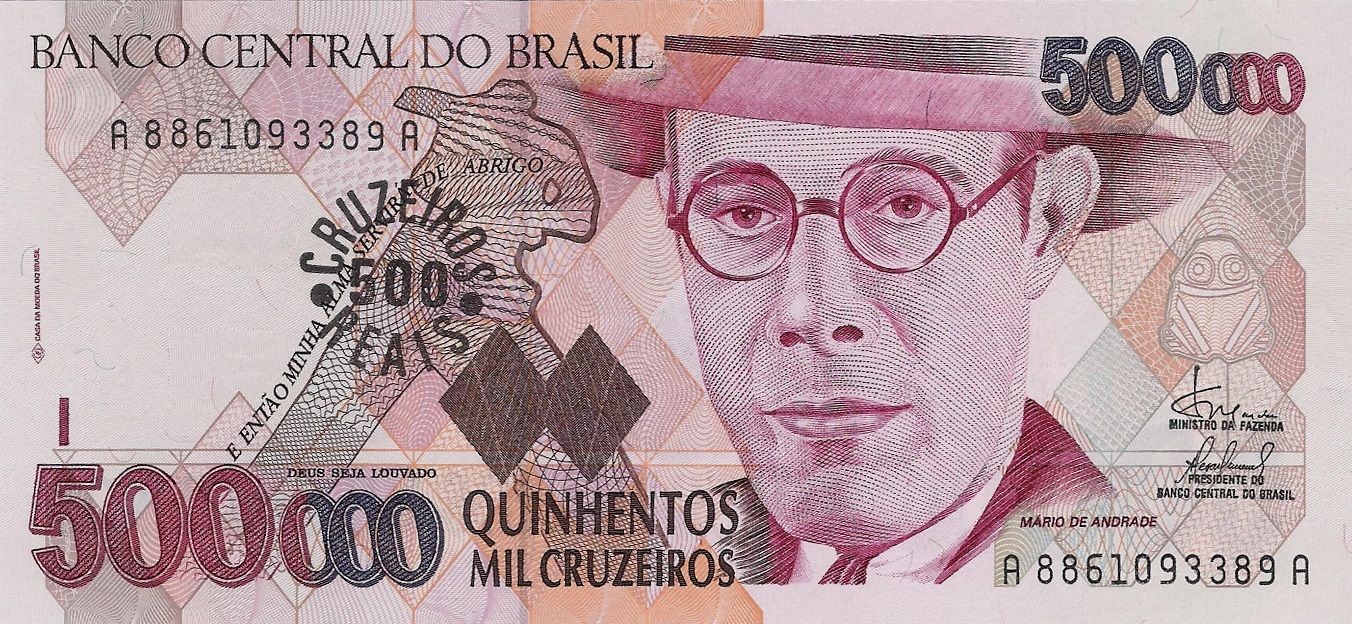 BANCO CENTRAL DO BRASIL
500000
A 8861093389 A
E ENTÃO MINHA ALMA SERVIRÁ DE ABRIGO
CRUZEIROS
500
REAIS
CASA DA MOEDA DO BRASIL
MINISTRO DA FAZENDA
PRESIDENTE DO
BANCO CENTRAL DO BRASIL
DEUS SEJA LOUVADO
500000
QUINHENTOS
MIL CRUZEIROS
MÁRIO DE ANDRADE
A 8861093389 A